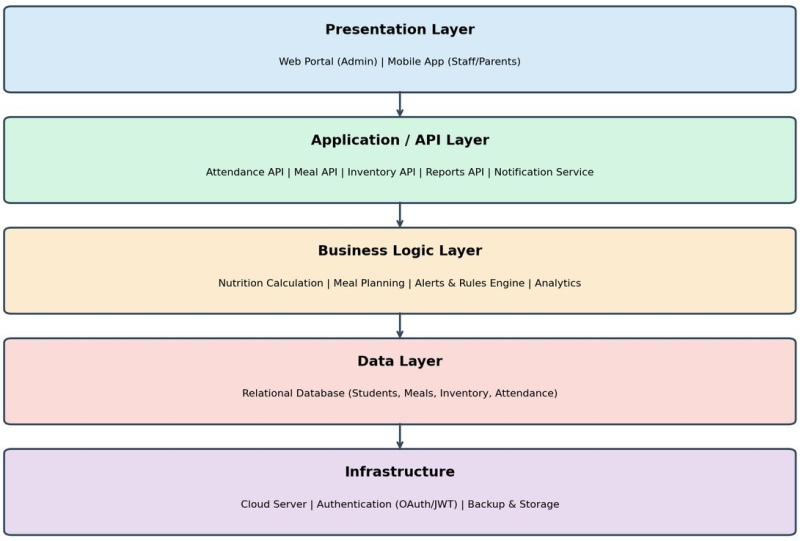 Presentation Layer
Web Portal (Admin) | Mobile App (Staff/Parents)
Application / API Layer
Attendance API | Meal API | Inventory API | Reports API | Notification Service
Business Logic Layer
Nutrition Calculation | Meal Planning | Alerts & Rules Engine | Analytics
Data Layer
Relational Database (Students, Meals, Inventory, Attendance)
Infrastructure
Cloud Server | Authentication (OAuth/JWT) | Backup & Storage